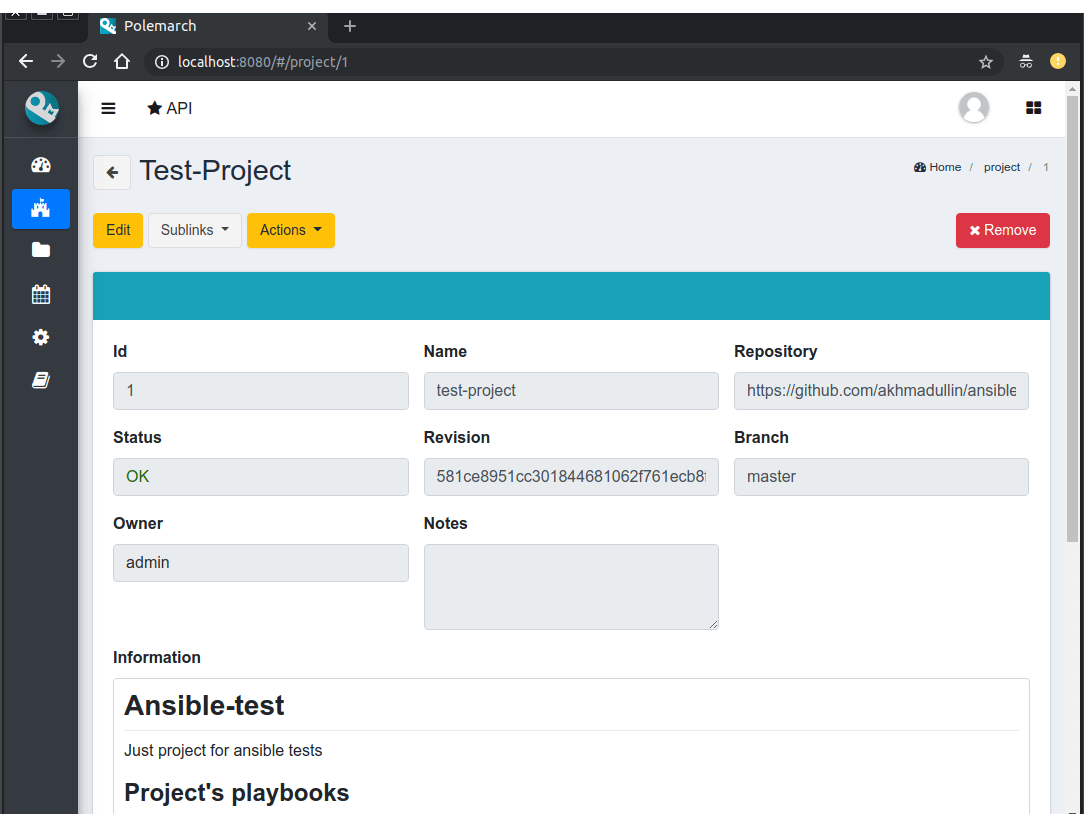 Polemarch
localhost:8080/#/project/1
API
Test-Project
Home / project / 1
Edit Sublinks Actions Remove
Id Name Repository
1 test-project https://github.com/akhmadullin/ansible
Status Revision Branch
OK 581ce8951cc301844681062f761ecb8 master
Owner Notes
admin
Information
Ansible-test
Just project for ansible tests
Project's playbooks